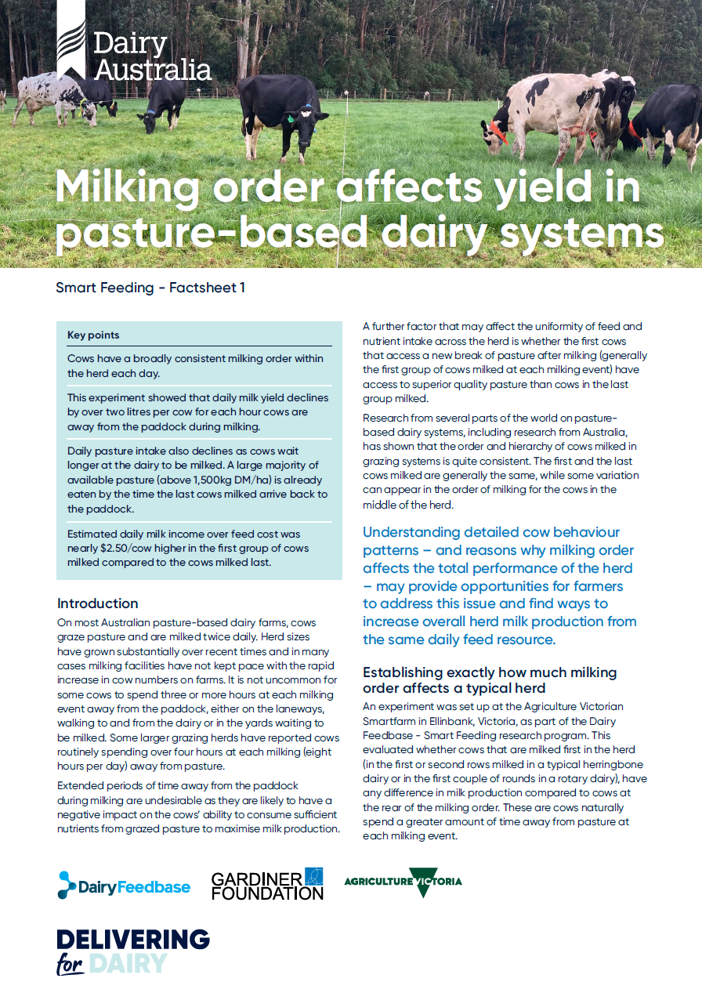 Dairy
Australia
Milking order affects yield in
pasture-based dairy systems
Smart Feeding - Factsheet 1
Key points
Cows have a broadly consistent milking order within
the herd each day.
This experiment showed that daily milk yield declines
by over two litres per cow for each hour cows are
away from the paddock during milking.
Daily pasture intake also declines as cows wait
longer at the dairy to be milked. A large majority of
available pasture (above 1,500kg DM/ha) is already
eaten by the time the last cows milked arrive back to
the paddock.
Estimated daily milk income over feed cost was
nearly $2.50/cow higher in the first group of cows
milked compared to the cows milked last.
Introduction
On most Australian pasture-based dairy farms, cows
graze pasture and are milked twice daily. Herd sizes
have grown substantially over recent times and in many
cases milking facilities have not kept pace with the rapid
increase in cow numbers on farms. It is not uncommon for
some cows to spend three or more hours at each milking
event away from the paddock, either on the laneways,
walking to and from the dairy or in the yards waiting to
be milked. Some larger grazing herds have reported cows
routinely spending over four hours at each milking (eight
hours per day) away from pasture.
Extended periods of time away from the paddock
during milking are undesirable as they are likely to have a
negative impact on the cows' ability to consume sufficient
nutrients from grazed pasture to maximise milk production.
A further factor that may affect the uniformity of feed and
nutrient intake across the herd is whether the first cows
that access a new break of pasture after milking (generally
the first group of cows milked at each milking event) have
access to superior quality pasture than cows in the last
group milked.
Research from several parts of the world on pasture-
based dairy systems, including research from Australia,
has shown that the order and hierarchy of cows milked in
grazing systems is quite consistent. The first and the last
cows milked are generally the same, while some variation
can appear in the order of milking for the cows in the
middle of the herd.
Understanding detailed cow behaviour
patterns – and reasons why milking order
affects the total performance of the herd
– may provide opportunities for farmers
to address this issue and find ways to
increase overall herd milk production from
the same daily feed resource.
Establishing exactly how much milking
order affects a typical herd
An experiment was set up at the Agriculture Victorian
Smartfarm in Ellinbank, Victoria, as part of the Dairy
Feedbase - Smart Feeding research program. This
evaluated whether cows that are milked first in the herd
(in the first or second rows milked in a typical herringbone
dairy or in the first couple of rounds in a rotary dairy), have
any difference in milk production compared to cows at
the rear of the milking order. These are cows naturally
spend a greater amount of time away from pasture at
each milking event.
DairyFeedbase
GARDINER
FOUNDATION
AGRICULTURE VICTORIA
DELIVERING
for DAIRY